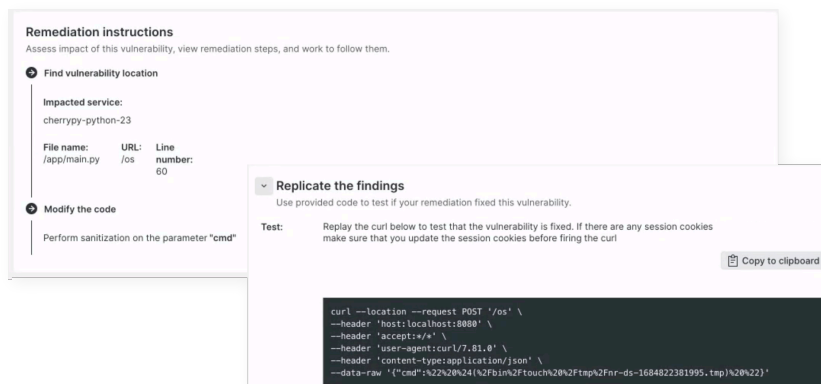 Remediation instructions
Assess impact of this vulnerability, view remediation steps, and work to follow them.
Find vulnerability location
Impacted service:
cherrypy-python-23
File name: URL: Line number:
/app/main.py /os 60
Modify the code
Perform sanitization on the parameter "cmd"
Replicate the findings
Use provided code to test if your remediation fixed this vulnerability.
Test: Replay the curl below to test that the vulnerability is fixed. If there are any session cookies
make sure that you update the session cookies before firing the curl
Copy to clipboard
curl --location --request POST '/os' \
--header 'host:localhost:8080' \
--header 'accept:*/*' \
--header 'user-agent:curl/7.81.0' \
--header 'content-type:application/json' \
--data-raw '{"cmd":%22%20%24(%2Fbin%2Ftouch%20%2Ftmp%2Fnr-ds-1684822381995.tmp)%20%22}'